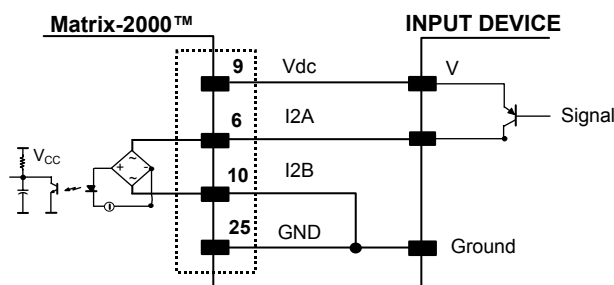 Matrix-2000™
INPUT DEVICE
9 Vdc V
6 I2A
Signal
VCC
+ ~ ~ -
10 I2B
25 GND Ground